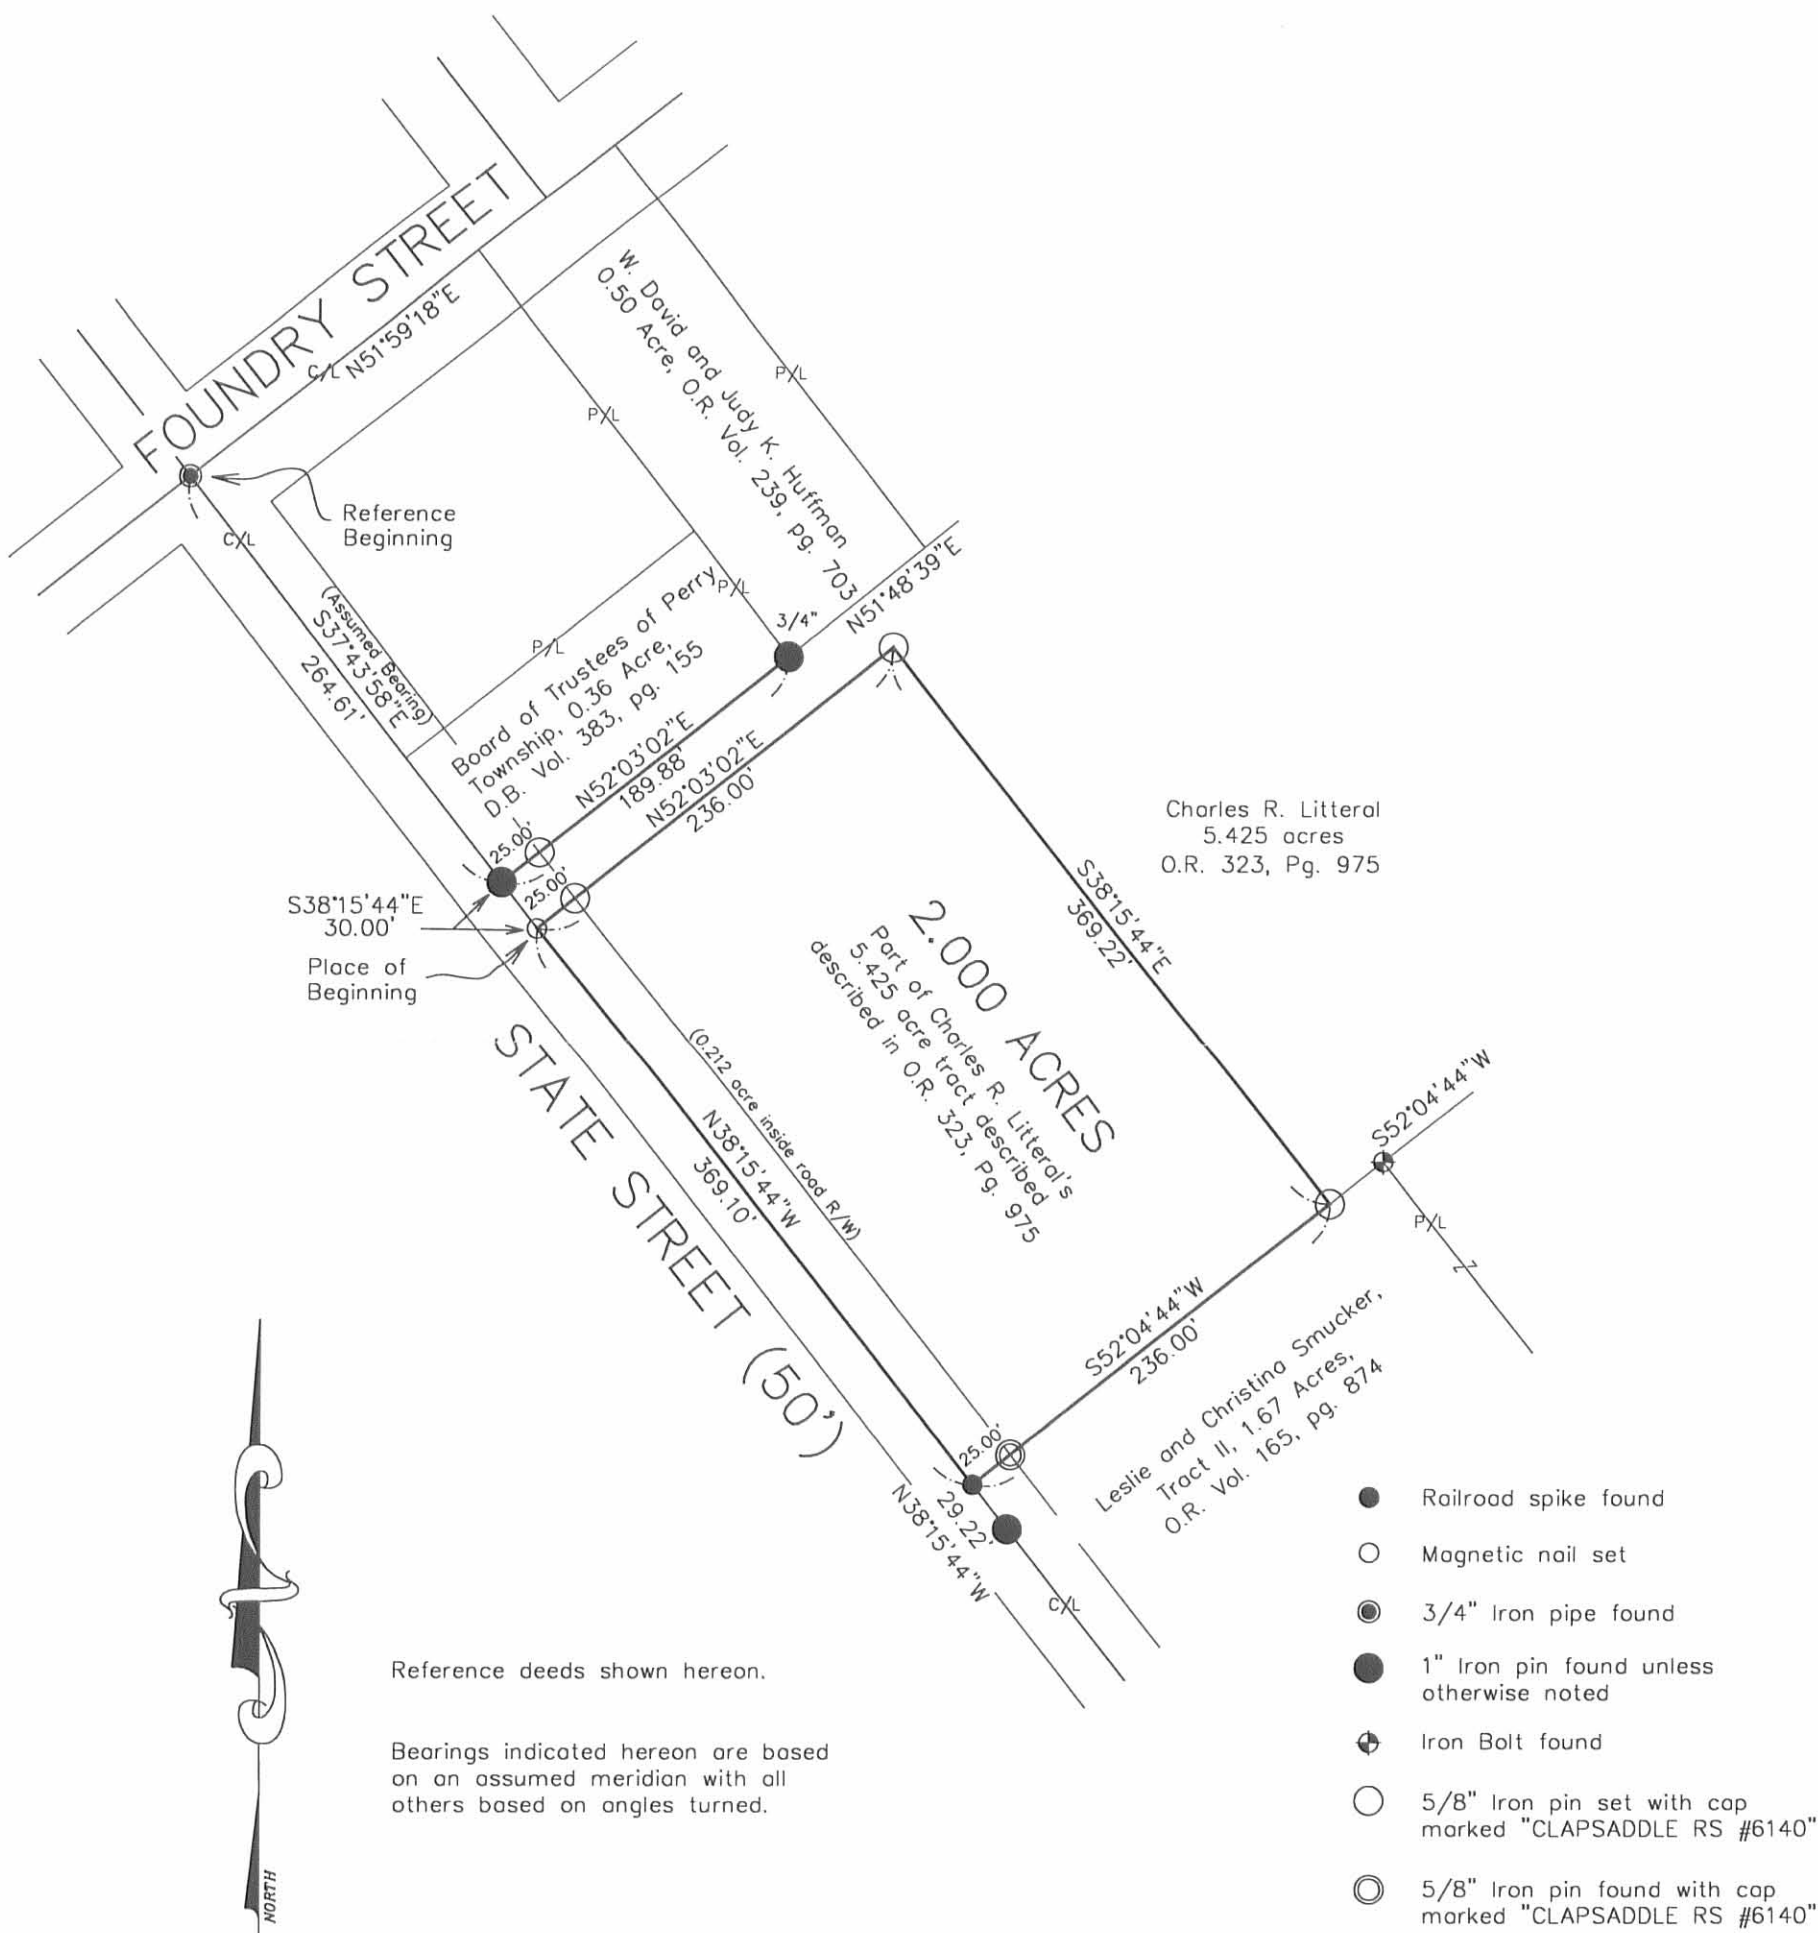 FOUNDRY STREET
C/L
N51°59'18"E
W. David and Judy K. Huffman
0.50 Acre, O.R. Vol. 239, pg. 703
P/L
P/L
Reference
Beginning
C/L
(Assumed Bearing)
S37°43'58"E
264.61'
P/L
P/L
3/4"
N51°48'39"E
Board of Trustees of Perry
Township, 0.36 Acre,
D.B. Vol. 383, pg. 155
N52°03'02"E
189.88'
N52°03'02"E
236.00'
25.00'
25.00'
S38°15'44"E
30.00'
Place of
Beginning
Charles R. Litteral
5.425 acres
O.R. 323, Pg. 975
S38°15'44"E
369.22'
2.000 ACRES
Part of Charles R. Litteral's
5.425 acre tract described
described in O.R. 323, Pg. 975
(0.212 acre inside road R/W)
N38°15'44"W
369.10'
STATE STREET (50')
S52°04'44"W
P/L
Z
S52°04'44"W
236.00'
Leslie and Christina Smucker,
Tract II, 1.67 Acres,
O.R. Vol. 165, pg. 874
25.00'
29.22'
N38°15'44"W
C/L
Railroad spike found
Magnetic nail set
3/4" Iron pipe found
1" Iron pin found unless
otherwise noted
Iron Bolt found
5/8" Iron pin set with cap
marked "CLAPSADDLE RS #6140"
5/8" Iron pin found with cap
marked "CLAPSADDLE RS #6140"
Reference deeds shown hereon.
Bearings indicated hereon are based
on an assumed meridian with all
others based on angles turned.
NORTH